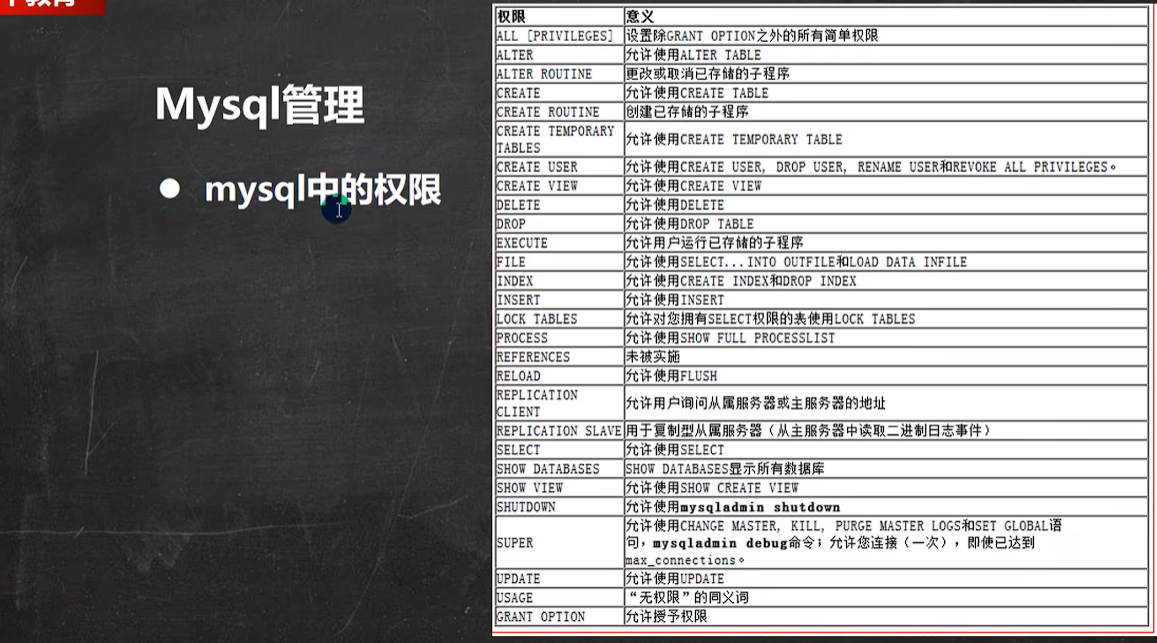 Mysql管理
● mysql中的权限
权限 意义
ALL [PRIVILEGES] 设置除GRANT OPTION之外的所有简单权限
ALTER 允许使用ALTER TABLE
ALTER ROUTINE 更改或取消已存储的子程序
CREATE 允许使用CREATE TABLE
CREATE ROUTINE 创建已存储的子程序
CREATE TEMPORARY
TABLES 允许使用CREATE TEMPORARY TABLE
CREATE USER 允许使用CREATE USER, DROP USER, RENAME USER和REVOKE ALL PRIVILEGES。
CREATE VIEW 允许使用CREATE VIEW
DELETE 允许使用DELETE
DROP 允许使用DROP TABLE
EXECUTE 允许用户运行已存储的子程序
FILE 允许使用SELECT...INTO OUTFILE和LOAD DATA INFILE
INDEX 允许使用CREATE INDEX和DROP INDEX
INSERT 允许使用INSERT
LOCK TABLES 允许对您拥有SELECT权限的表使用LOCK TABLES
PROCESS 允许使用SHOW FULL PROCESSLIST
REFERENCES 未被实施
RELOAD 允许使用FLUSH
REPLICATION
CLIENT 允许用户询问从属服务器或主服务器的地址
REPLICATION SLAVE 用于复制型从属服务器（从主服务器中读取二进制日志事件）
SELECT 允许使用SELECT
SHOW DATABASES SHOW DATABASES显示所有数据库
SHOW VIEW 允许使用SHOW CREATE VIEW
SHUTDOWN 允许使用mysqladmin shutdown
SUPER 允许使用CHANGE MASTER, KILL, PURGE MASTER LOGS和SET GLOBAL语
句，mysqladmin debug命令；允许您连接（一次），即使已达到
max_connections。
UPDATE 允许使用UPDATE
USAGE “无权限”的同义词
GRANT OPTION 允许授予权限